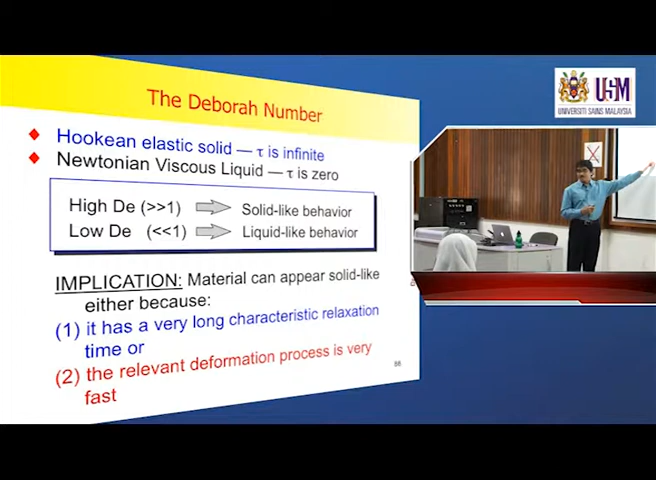 The Deborah Number
USM
UNIVERSITI SAINS MALAYSIA
Hookean elastic solid — τ is infinite
Newtonian Viscous Liquid — τ is zero
High De (>>1) Solid-like behavior
Low De (<<1) Liquid-like behavior
IMPLICATION: Material can appear solid-like
either because:
(1) it has a very long characteristic relaxation
time or
(2) the relevant deformation process is very
fast